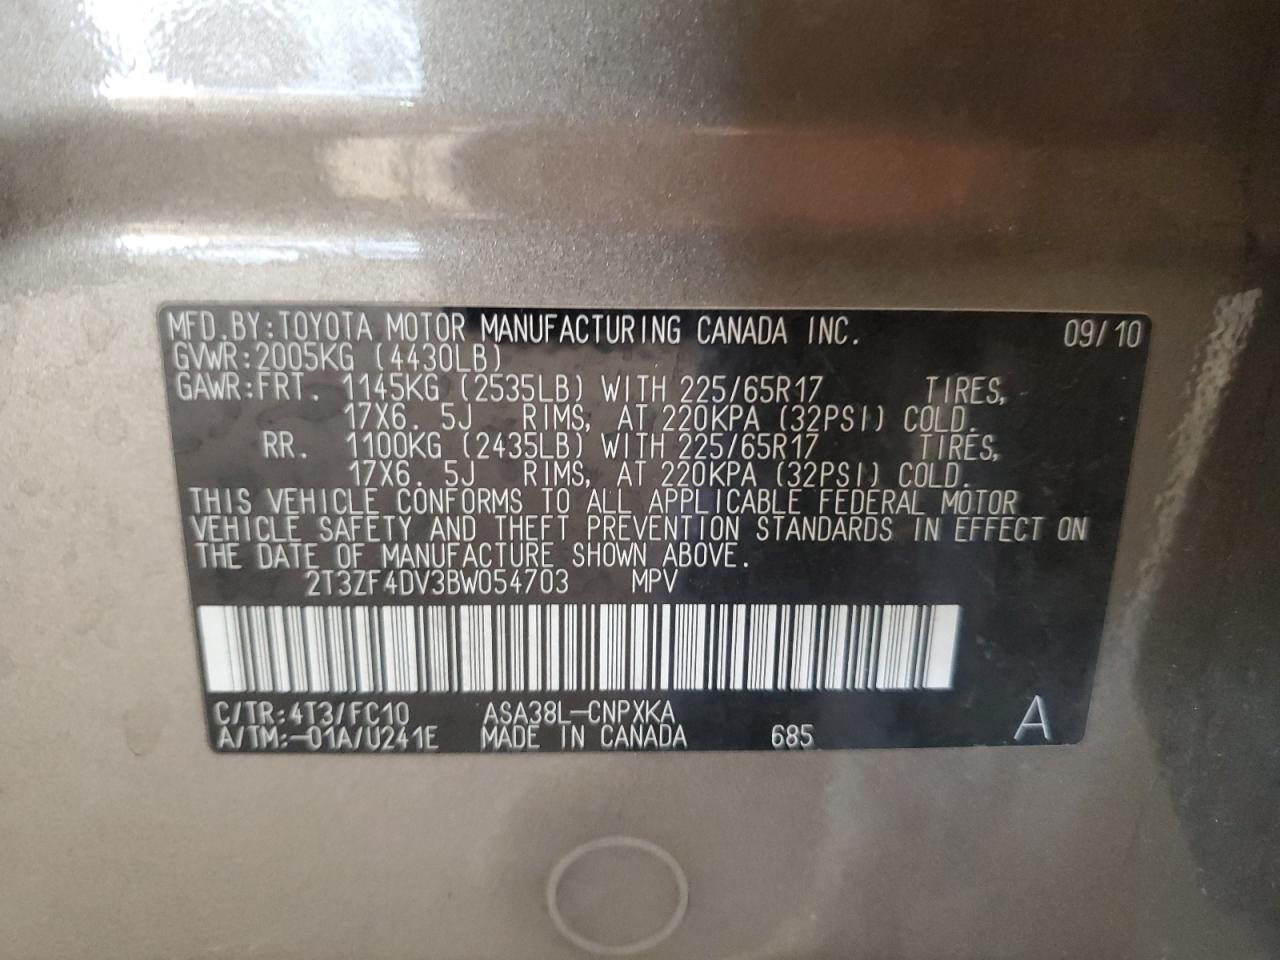 MFD.BY:TOYOTA MOTOR MANUFACTURING CANADA INC. 09/10
GVWR:2005KG (4430LB)
GAWR:FRT. 1145KG (2535LB) WITH 225/65R17 TIRES,
17X6. 5J RIMS, AT 220KPA (32PSI) COLD.
RR. 1100KG (2435LB) WITH 225/65R17 TIRES,
17X6. 5J RIMS, AT 220KPA (32PSI) COLD.
THIS VEHICLE CONFORMS TO ALL APPLICABLE FEDERAL MOTOR
VEHICLE SAFETY AND THEFT PREVENTION STANDARDS IN EFFECT ON
THE DATE OF MANUFACTURE SHOWN ABOVE.
2T3ZF4DV3BW054703 MPV
C/TR:4T3/FC10 ASA38L-CNPXKA
A/TM:-01A/U241E MADE IN CANADA 685 A